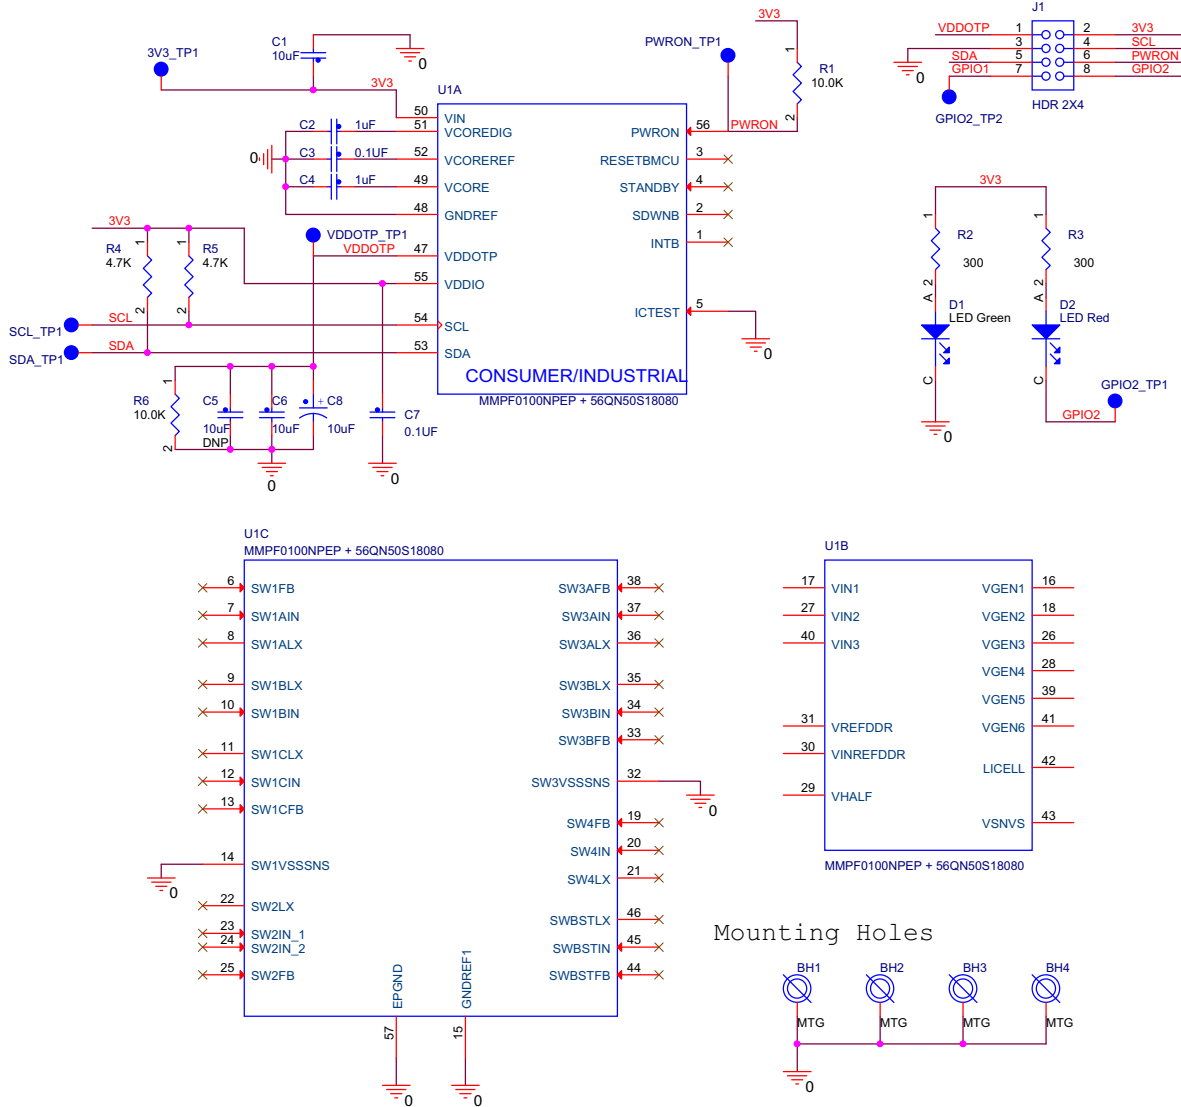 3V3_TP1
C1
10uF
0
3V3
U1A
50 VIN
51 VCOREDIG
52 VCOREREF
49 VCORE
48 GNDREF
47 VDDOTP
55 VDDIO
54 SCL
53 SDA
C2 1uF
C3 0.1UF
C4 1uF
0
3V3
R4
4.7K
1
2
R5
4.7K
1
2
VDDOTP_TP1
VDDOTP
SCL_TP1
SCL
SDA_TP1
SDA
R6
10.0K
1
2
C5
10uF
DNP
C6
10uF
+ C8
10uF
C7
0.1UF
0
0
PWRON 56
RESETBMCU 3
STANDBY 4
SDWNB 2
INTB 1
ICTEST 5
0
CONSUMER/INDUSTRIAL
MMPF0100NPEP + 56QN50S18080
PWRON_TP1
PWRON
3V3
1
R1
10.0K
2
J1
VDDOTP 1 2 3V3
3 4 SCL
SDA 5 6 PWRON
GPIO1 7 8 GPIO2
0
HDR 2X4
GPIO2_TP2
3V3
1
R2
300
2
A
D1
LED Green
C
0
1
R3
300
2
A
D2
LED Red
C
GPIO2_TP1
GPIO2
U1C
MMPF0100NPEP + 56QN50S18080
6 SW1FB
7 SW1AIN
8 SW1ALX
9 SW1BLX
10 SW1BIN
11 SW1CLX
12 SW1CIN
13 SW1CFB
14 SW1VSSSNS
0
22 SW2LX
23 SW2IN_1
24 SW2IN_2
25 SW2FB
SW3AFB 38
SW3AIN 37
SW3ALX 36
SW3BLX 35
SW3BIN 34
SW3BFB 33
SW3VSSSNS 32
0
SW4FB 19
SW4IN 20
SW4LX 21
SWBSTLX 46
SWBSTIN 45
SWBSTFB 44
EPGND
57
0
GNDREF1
15
0
U1B
17 VIN1
27 VIN2
40 VIN3
31 VREFDDR
30 VINREFDDR
29 VHALF
VGEN1 16
VGEN2 18
VGEN3 26
VGEN4 28
VGEN5 39
VGEN6 41
LICELL 42
VSNVS 43
MMPF0100NPEP + 56QN50S18080
Mounting Holes
BH1 BH2 BH3 BH4
MTG MTG MTG MTG
0